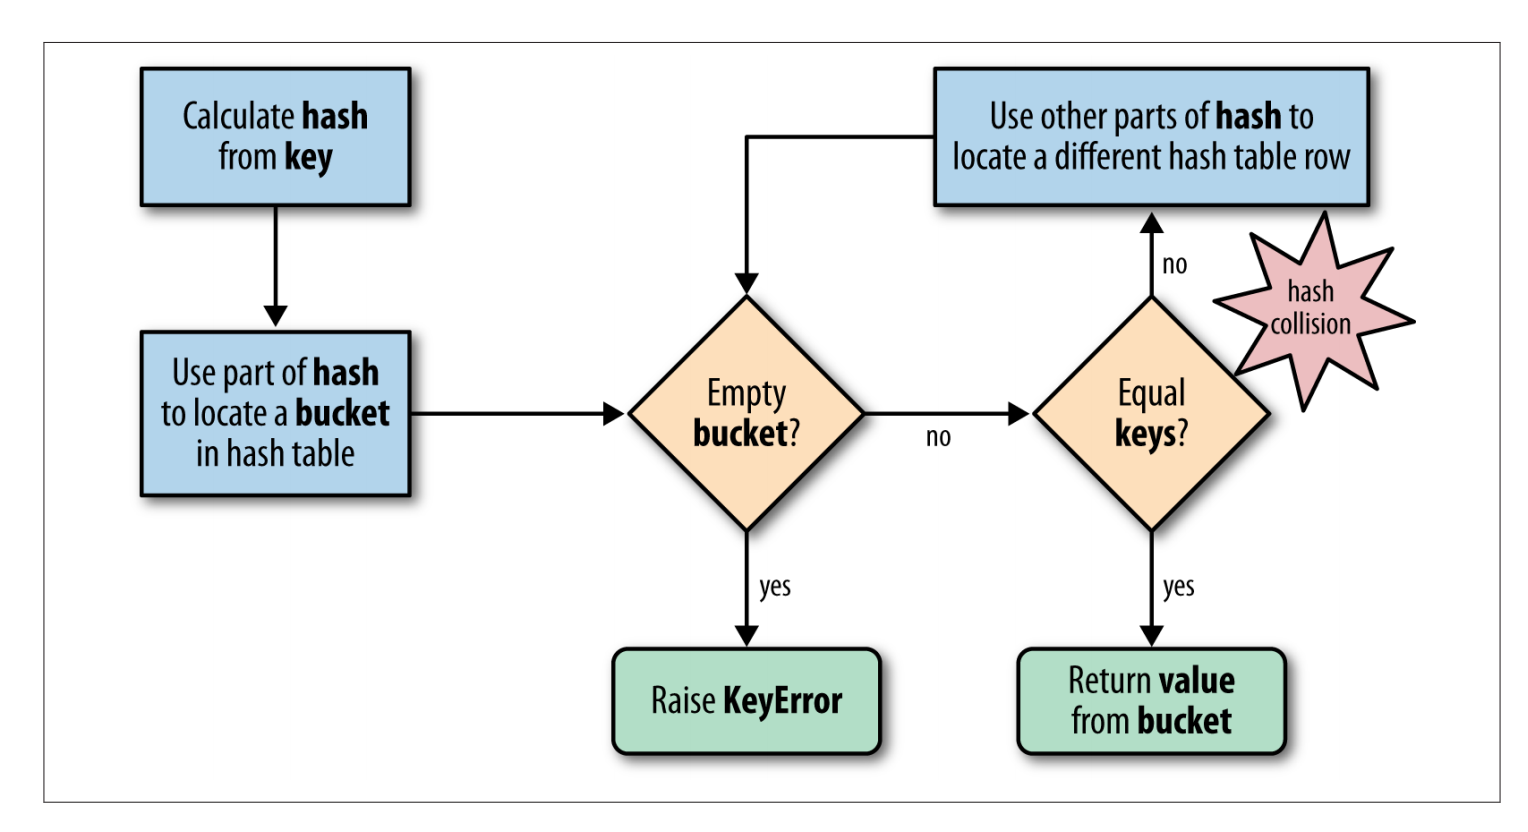 Calculate hash
from key
Use part of hash
to locate a bucket
in hash table
Empty
bucket?
no
yes
Raise KeyError
Equal
keys?
no
yes
Return value
from bucket
hash
collision
Use other parts of hash to
locate a different hash table row